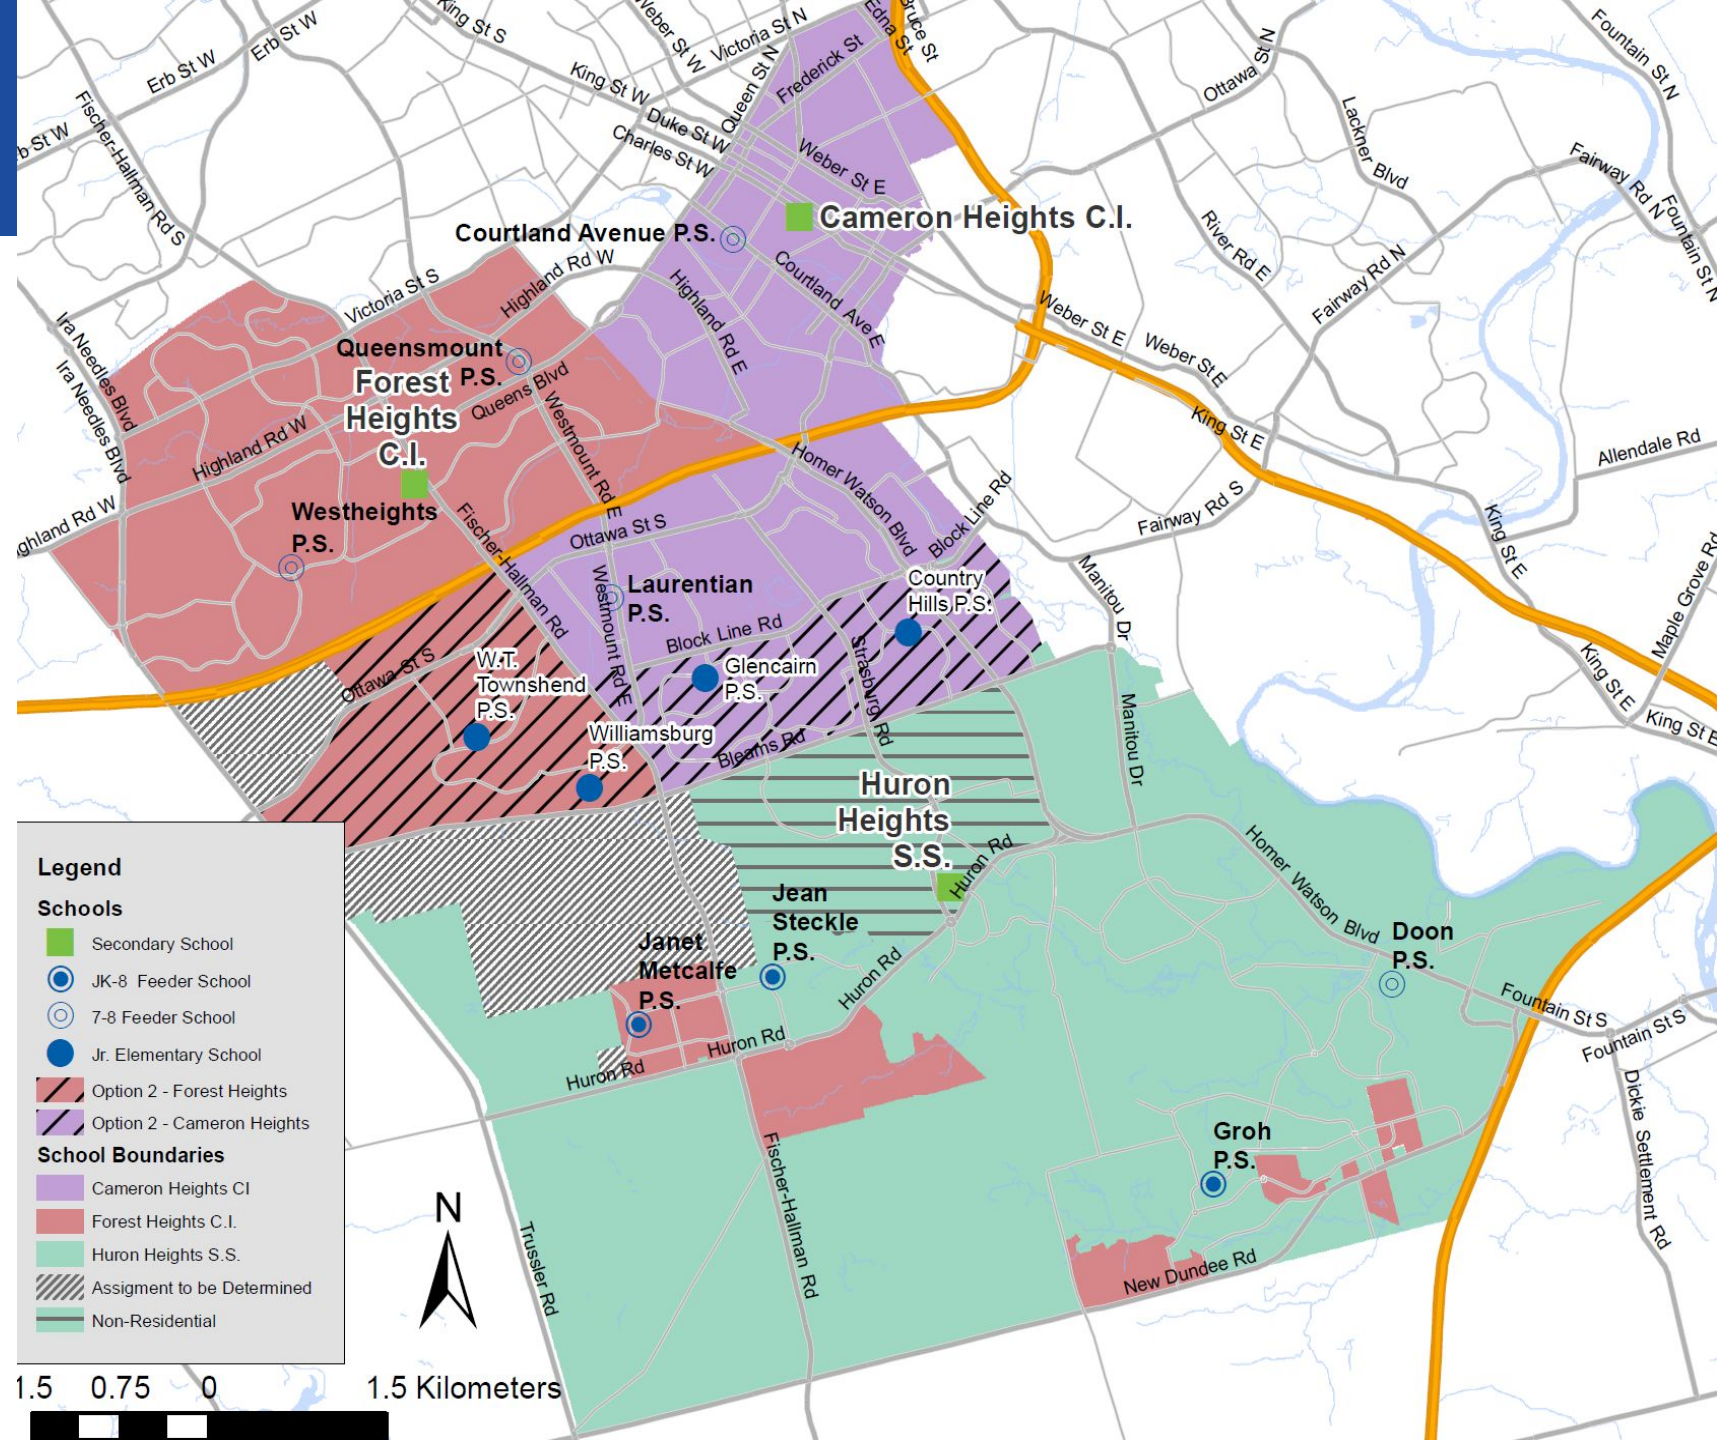 Erb St W
Erb St W
b St W
Fischer-Hallman Rd S
King St S
Weber St W
Victoria St N
King St W
Duke St W
Charles St W
Queen St N
Frederick St
Edna St
Bruce St
Weber St E
Ottawa St N
Lackner Blvd
Fountain St N
Fairway Rd N
Fountain St N
River Rd E
Fairway Rd N
Cameron Heights C.I.
Courtland Avenue P.S.
Courtland Ave E
Highland Rd W
Highland Rd E
Victoria St S
Ira Needles Blvd
Ira Needles Blvd
Queensmount
P.S.
Forest
Heights
C.I.
Queens Blvd
Highland Rd W
ghland Rd W
Westmount Rd E
Westheights
P.S.
Fischer-Hallman Rd
Ottawa St S
Homer Watson Blvd
Block Line Rd
Weber St E
Weber St E
King St E
Fairway Rd S
Allendale Rd
King St E
Maple Grove Rd
King St E
King St E
Manitou Dr
Country
Hills P.S.
Laurentian
P.S.
Westmount Rd E
Block Line Rd
Glencairn
P.S.
Strasburg Rd
W.T.
Townshend
P.S.
Ottawa St S
Williamsburg
P.S.
Bleams Rd
Manitou Dr
Huron
Heights
S.S.
Huron Rd
Homer Watson Blvd
Jean
Steckle
P.S.
Janet
Metcalfe
P.S.
Huron Rd
Huron Rd
Huron Rd
Doon
P.S.
Fountain St S
Fountain St S
Dickie Settlement Rd
Groh
P.S.
New Dundee Rd
Fischer-Hallman Rd
Trussler Rd
N
Legend
Schools
Secondary School
JK-8 Feeder School
7-8 Feeder School
Jr. Elementary School
Option 2 - Forest Heights
Option 2 - Cameron Heights
School Boundaries
Cameron Heights CI
Forest Heights C.I.
Huron Heights S.S.
Assigment to be Determined
Non-Residential
1.5 0.75 0 1.5 Kilometers